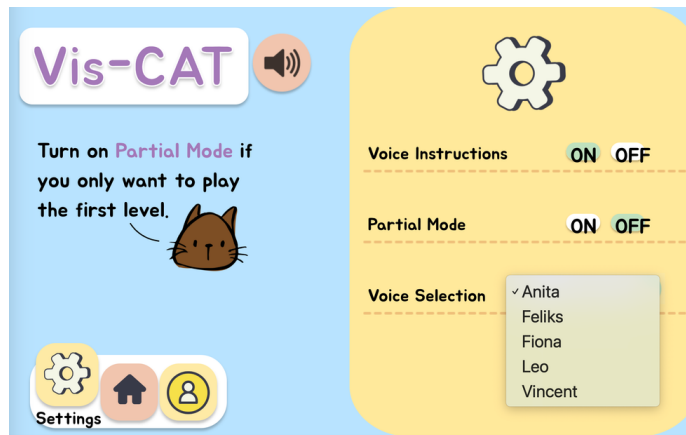 Vis-CAT
Turn on Partial Mode if
you only want to play
the first level.
Settings
Voice Instructions ON OFF
Partial Mode ON OFF
Voice Selection
✓ Anita
Feliks
Fiona
Leo
Vincent